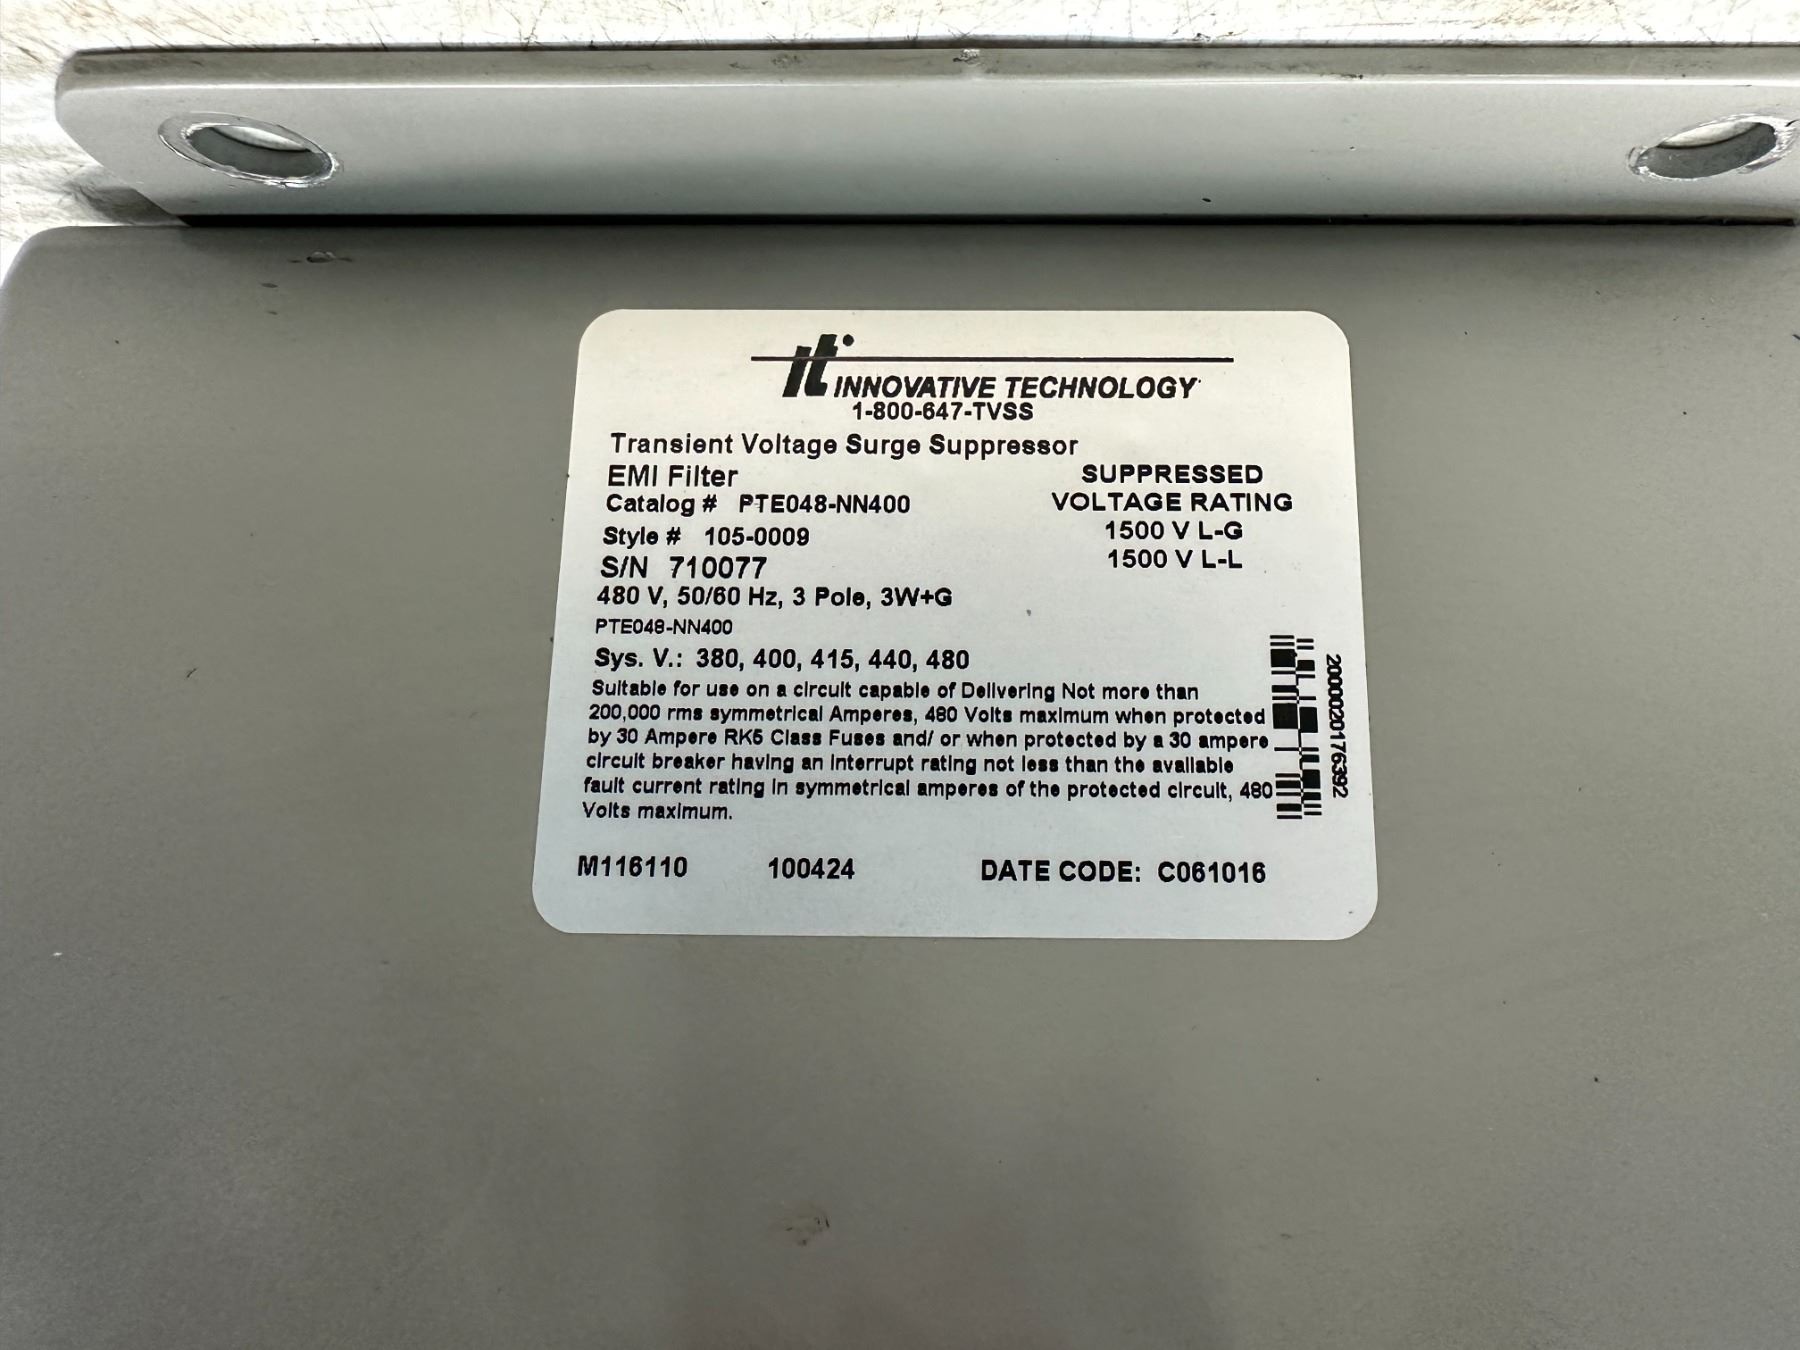 it INNOVATIVE TECHNOLOGY
1-800-647-TVSS
Transient Voltage Surge Suppressor
EMI Filter
Catalog # PTE048-NN400
Style # 105-0009
S/N 710077
480 V, 50/60 Hz, 3 Pole, 3W+G
PTE048-NN400
SUPPRESSED
VOLTAGE RATING
1500 V L-G
1500 V L-L
Sys. V.: 380, 400, 415, 440, 480
Suitable for use on a circuit capable of Delivering Not more than
200,000 rms symmetrical Amperes, 480 Volts maximum when protected
by 30 Ampere RK5 Class Fuses and/ or when protected by a 30 ampere
circuit breaker having an interrupt rating not less than the available
fault current rating in symmetrical amperes of the protected circuit, 480
Volts maximum.
20000020176392
M116110 100424 DATE CODE: C061016